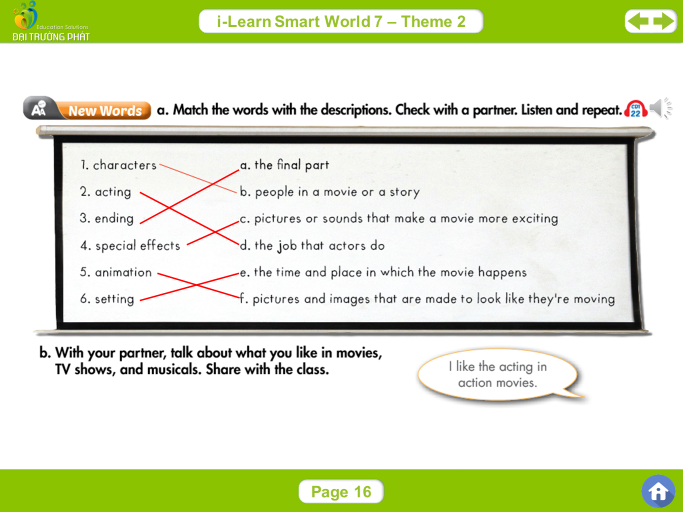 i-Learn Smart World 7 – Theme 2
Education Solutions
ĐẠI TRƯỜNG PHÁT
New Words a. Match the words with the descriptions. Check with a partner. Listen and repeat. CD1 22
1. characters a. the final part
2. acting b. people in a movie or a story
3. ending c. pictures or sounds that make a movie more exciting
4. special effects d. the job that actors do
5. animation e. the time and place in which the movie happens
6. setting f. pictures and images that are made to look like they're moving
b. With your partner, talk about what you like in movies,
TV shows, and musicals. Share with the class.
I like the acting in
action movies.
Page 16